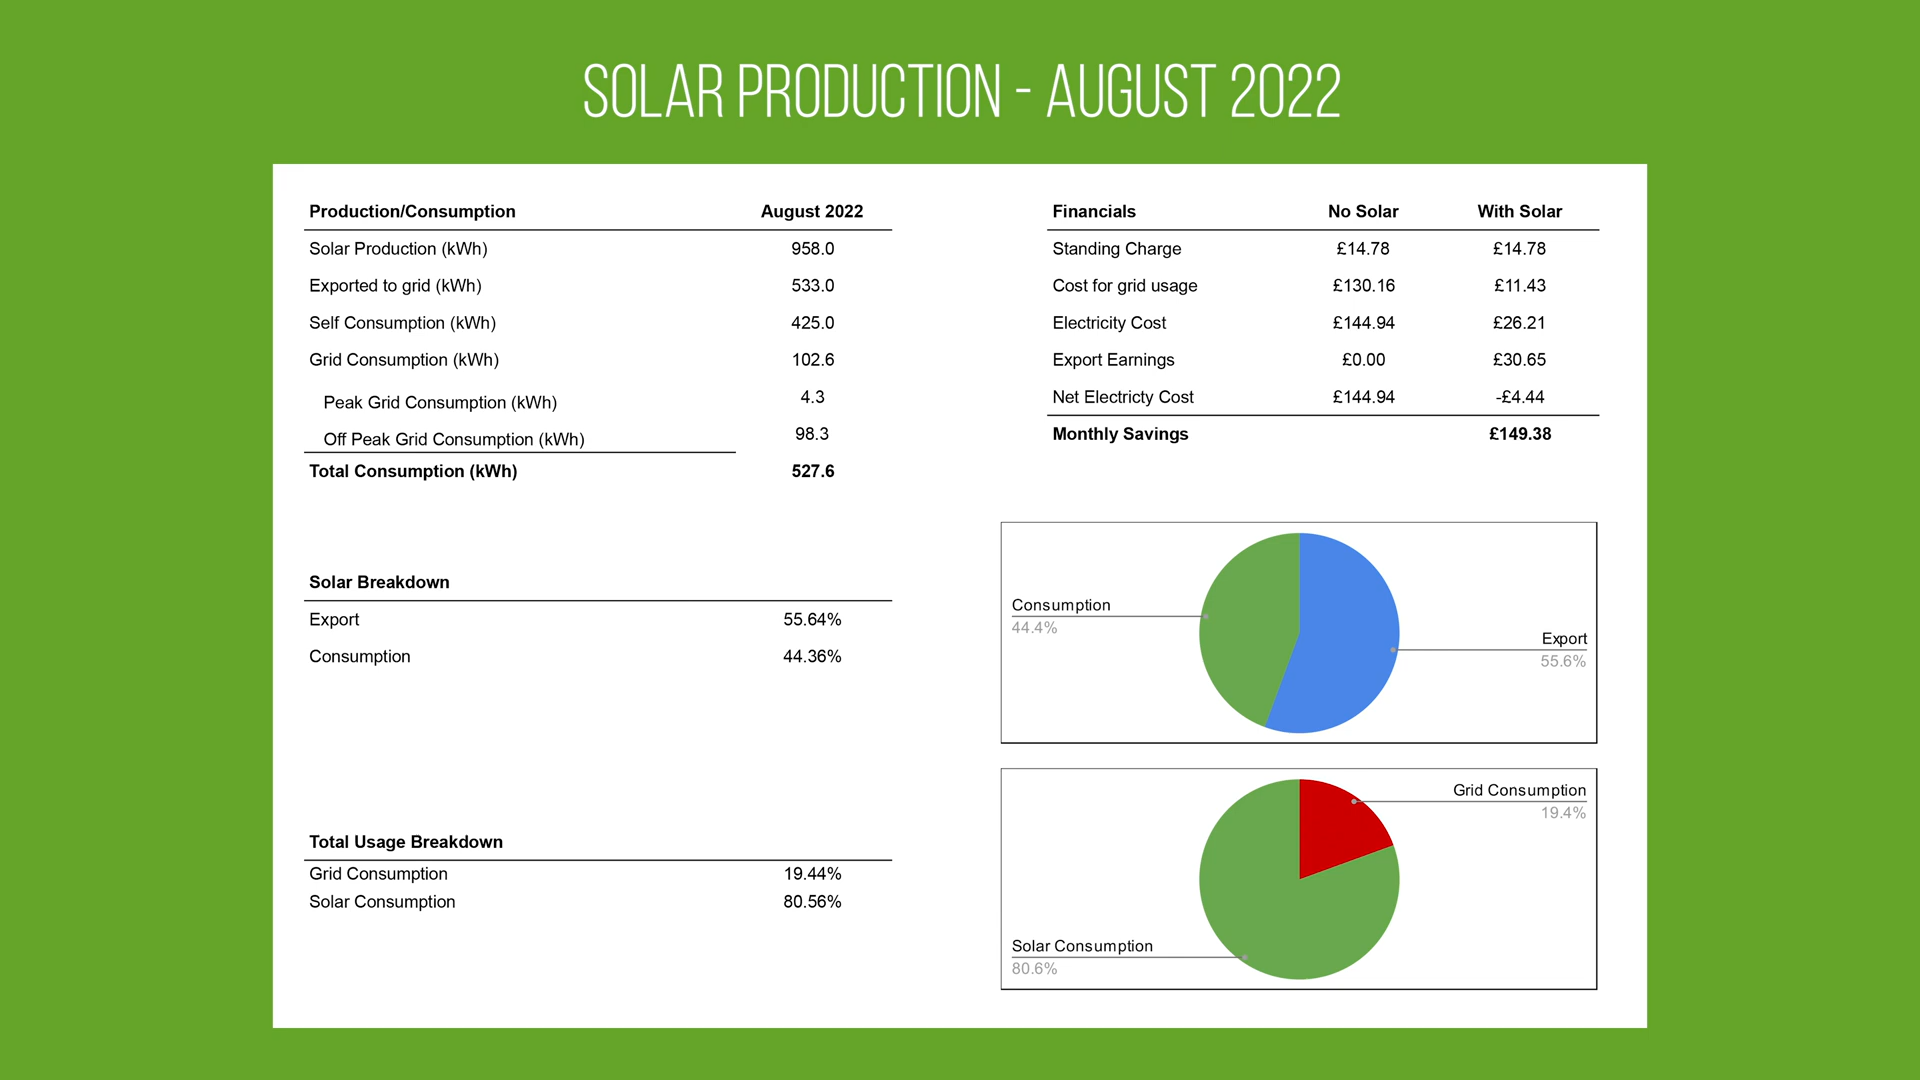 SOLAR PRODUCTION - AUGUST 2022
Production/Consumption August 2022
Solar Production (kWh) 958.0
Exported to grid (kWh) 533.0
Self Consumption (kWh) 425.0
Grid Consumption (kWh) 102.6
Peak Grid Consumption (kWh) 4.3
Off Peak Grid Consumption (kWh) 98.3
Total Consumption (kWh) 527.6
Financials No Solar With Solar
Standing Charge £14.78 £14.78
Cost for grid usage £130.16 £11.43
Electricity Cost £144.94 £26.21
Export Earnings £0.00 £30.65
Net Electricty Cost £144.94 -£4.44
Monthly Savings £149.38
Solar Breakdown
Export 55.64%
Consumption 44.36%
Consumption
44.4%
Export
55.6%
Total Usage Breakdown
Grid Consumption 19.44%
Solar Consumption 80.56%
Grid Consumption
19.4%
Solar Consumption
80.6%